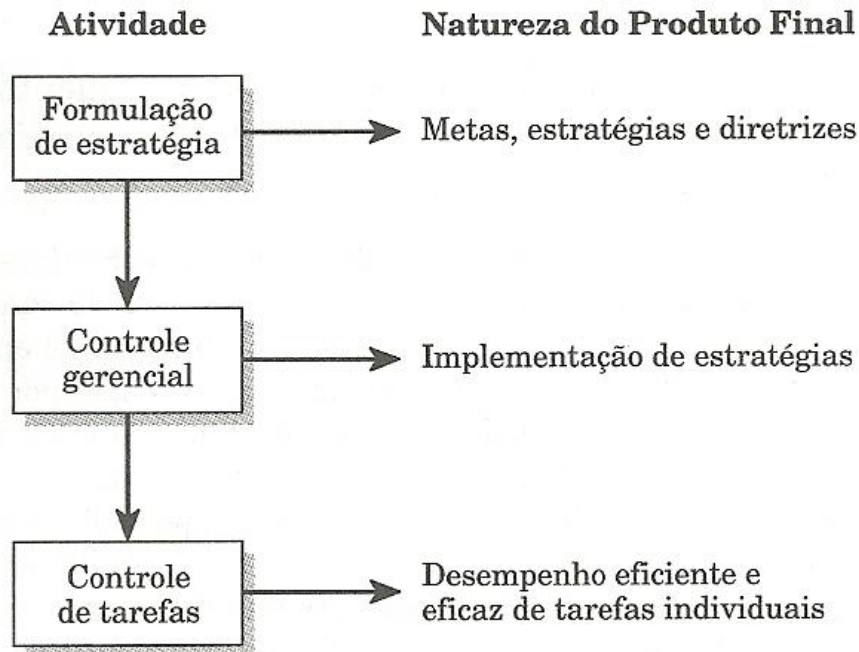 Atividade
Natureza do Produto Final
Formulação
de estratégia
Metas, estratégias e diretrizes
Controle
gerencial
Implementação de estratégias
Controle
de tarefas
Desempenho eficiente e
eficaz de tarefas individuais